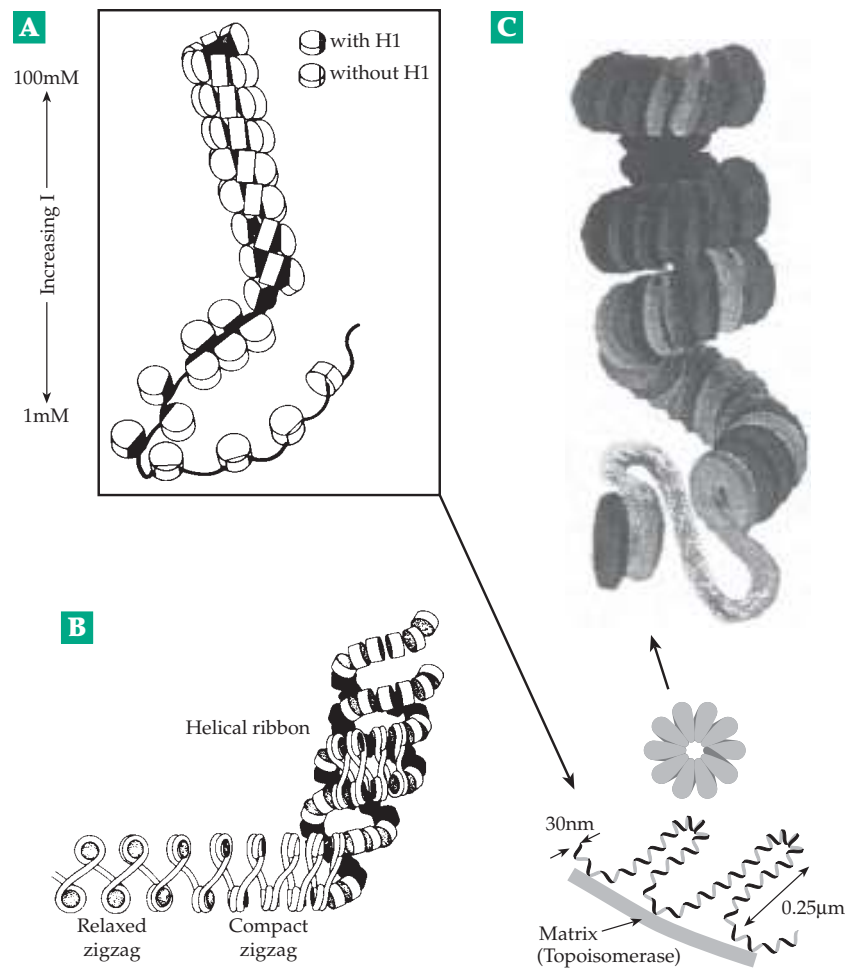 A
with H1
without H1
100mM
Increasing I
1mM
C
B
Helical ribbon
Relaxed
zigzag
Compact
zigzag
30nm
0.25µm
Matrix
(Topoisomerase)